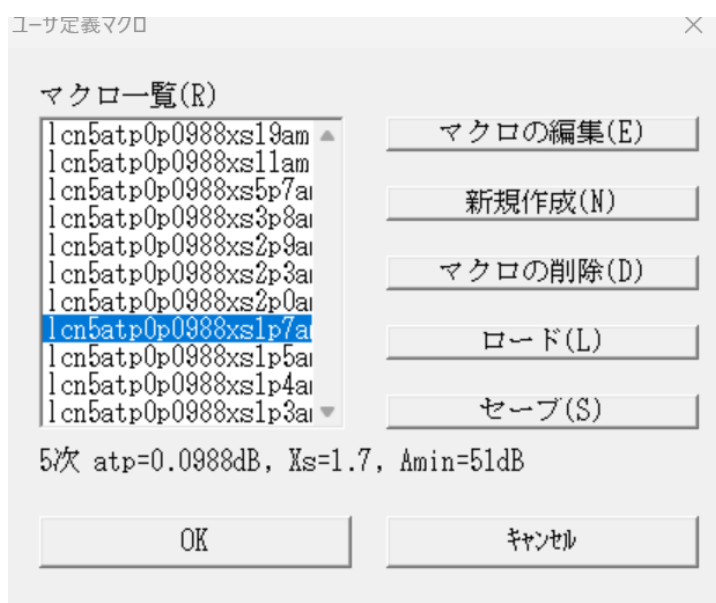 ユーザ定義マクロ
マクロ一覧(R)
lcn5atp0p0988xs19am
lcn5atp0p0988xs11am
lcn5atp0p0988xs5p7a
lcn5atp0p0988xs3p8a
lcn5atp0p0988xs2p9a
lcn5atp0p0988xs2p3a
lcn5atp0p0988xs2p0a
lcn5atp0p0988xs1p7a
lcn5atp0p0988xs1p5a
lcn5atp0p0988xs1p4a
lcn5atp0p0988xs1p3a
マクロの編集(E)
新規作成(N)
マクロの削除(D)
ロード(L)
セーブ(S)
5次 atp=0.0988dB, Xs=1.7, Amin=51dB
OK
キャンセル